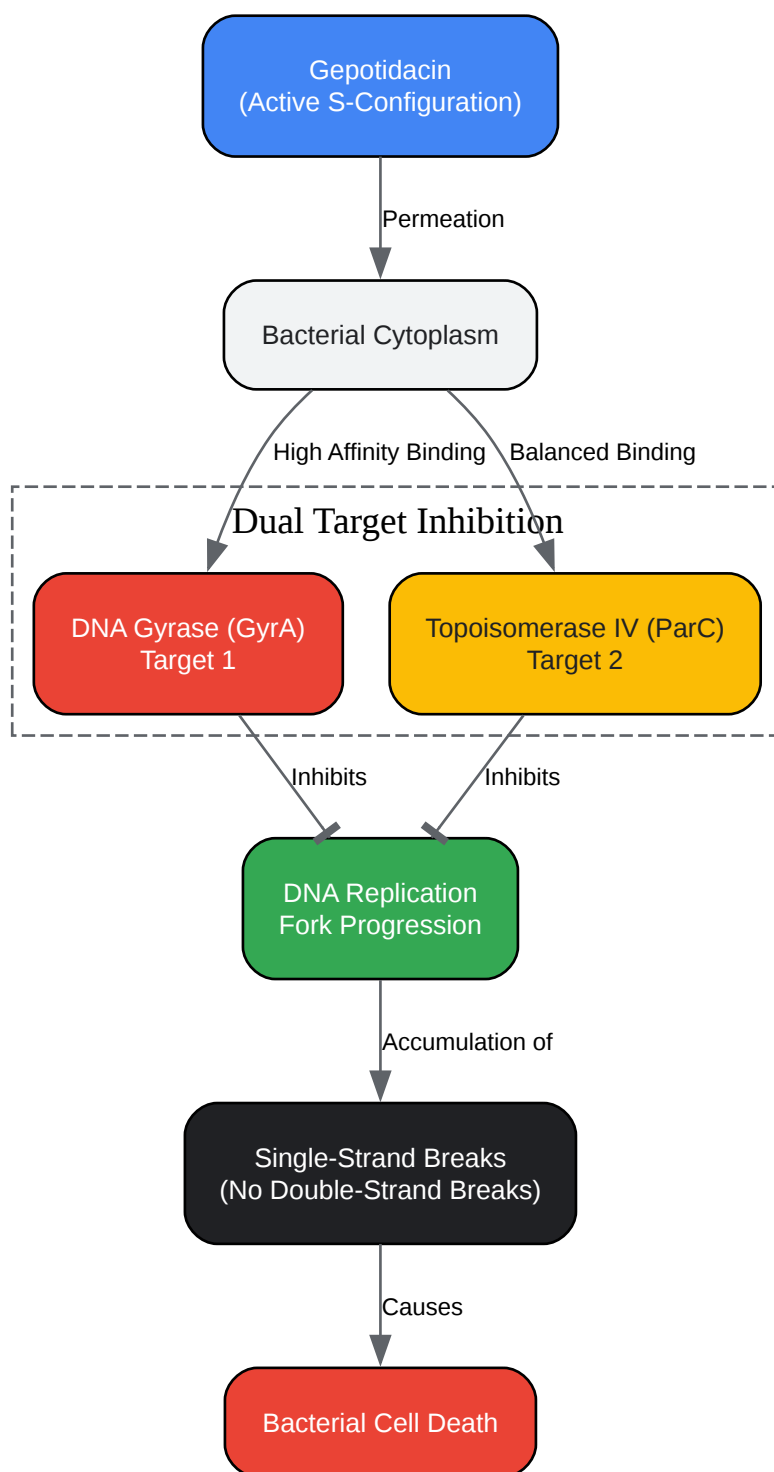 Gepotidacin
(Active S-Configuration)
Permeation
Bacterial Cytoplasm
High Affinity Binding
Balanced Binding
Dual Target Inhibition
DNA Gyrase (GyrA)
Target 1
Topoisomerase IV (ParC)
Target 2
Inhibits
Inhibits
DNA Replication
Fork Progression
Accumulation of
Single-Strand Breaks
(No Double-Strand Breaks)
Causes
Bacterial Cell Death